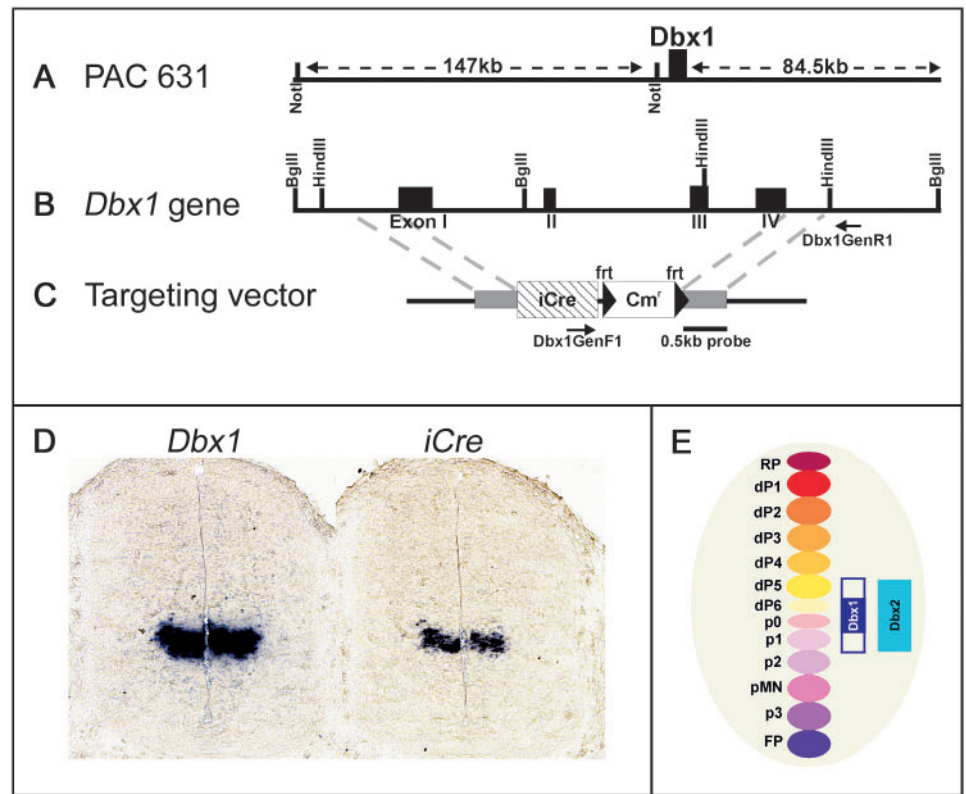 A PAC 631
Dbx1
147kb
84.5kb
NotI
NotI
B Dbx1 gene
BglII
HindIII
BglII
HindIII
HindIII
BglII
Exon I
II
III
IV
Dbx1GenR1
C Targeting vector
frt
frt
iCre
Cmʳ
Dbx1GenF1
0.5kb probe
D
Dbx1
iCre
E
RP
dP1
dP2
dP3
dP4
dP5
dP6
p0
p1
p2
pMN
p3
FP
Dbx1
Dbx2